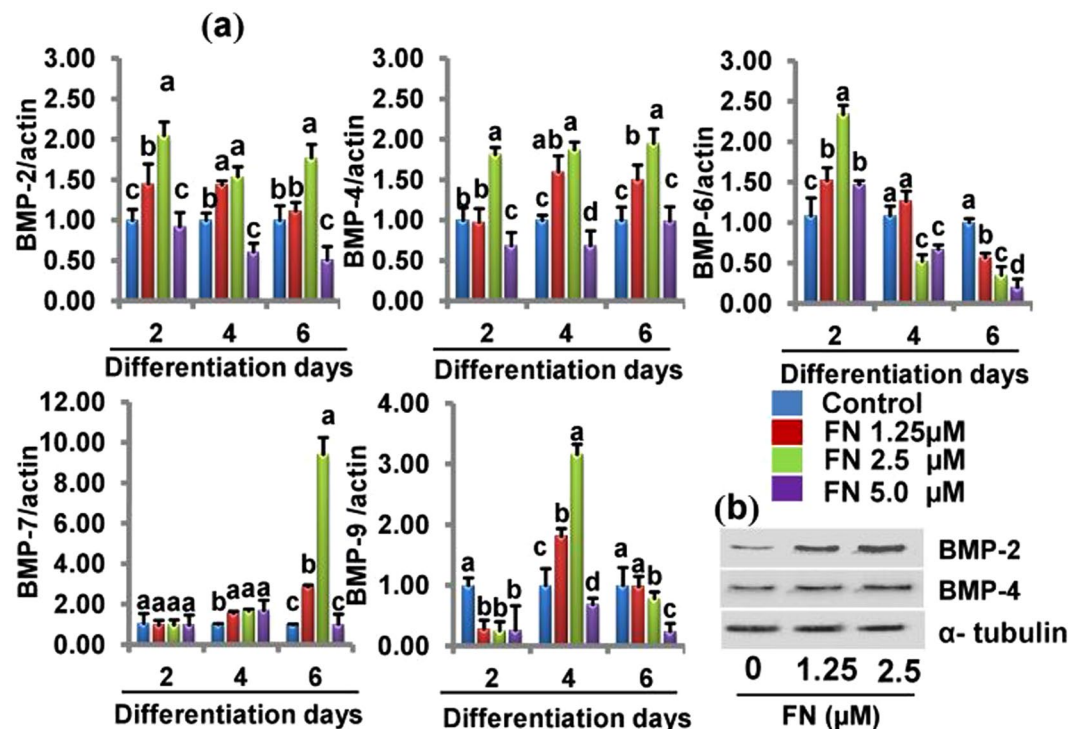 (a)
BMP-2/actin
3.00
2.50
2.00
1.50
1.00
0.50
0.00
c b a c
b a a c
b b a c
2 4 6
Differentiation days
BMP-4/actin
3.00
2.50
2.00
1.50
1.00
0.50
0.00
b b a c
c ab a d
c b a c
2 4 6
Differentiation days
BMP-6/actin
3.00
2.50
2.00
1.50
1.00
0.50
0.00
c b a b
a a c c
a b c d
2 4 6
Differentiation days
BMP-7/actin
12.00
10.00
8.00
6.00
4.00
2.00
0.00
a a a a
b a a a
c b a c
2 4 6
Differentiation days
BMP-9 /actin
4.00
3.00
2.00
1.00
0.00
a b b b
c b a d
a a b c
2 4 6
Differentiation days
Control
FN 1.25µM
FN 2.5 µM
FN 5.0 µM
(b)
BMP-2
BMP-4
α- tubulin
0 1.25 2.5
FN (µM)